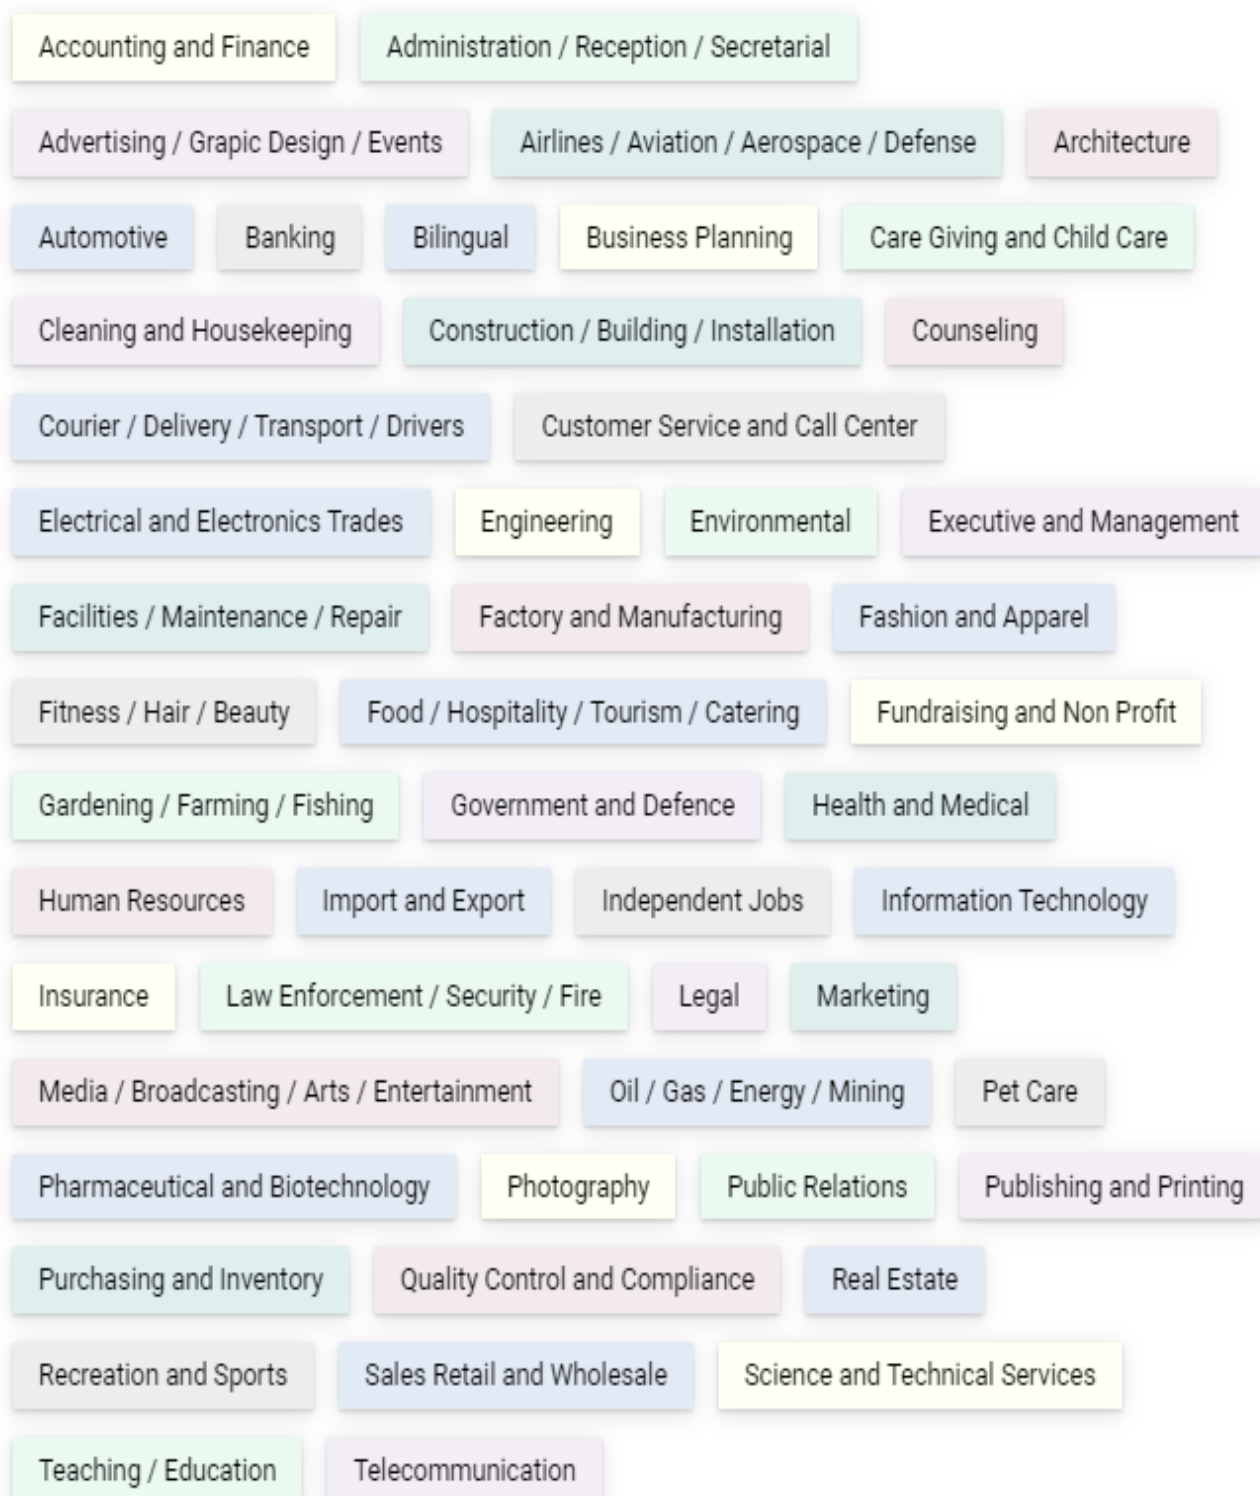 Accounting and Finance Administration / Reception / Secretarial
Advertising / Grapic Design / Events Airlines / Aviation / Aerospace / Defense Architecture
Automotive Banking Bilingual Business Planning Care Giving and Child Care
Cleaning and Housekeeping Construction / Building / Installation Counseling
Courier / Delivery / Transport / Drivers Customer Service and Call Center
Electrical and Electronics Trades Engineering Environmental Executive and Management
Facilities / Maintenance / Repair Factory and Manufacturing Fashion and Apparel
Fitness / Hair / Beauty Food / Hospitality / Tourism / Catering Fundraising and Non Profit
Gardening / Farming / Fishing Government and Defence Health and Medical
Human Resources Import and Export Independent Jobs Information Technology
Insurance Law Enforcement / Security / Fire Legal Marketing
Media / Broadcasting / Arts / Entertainment Oil / Gas / Energy / Mining Pet Care
Pharmaceutical and Biotechnology Photography Public Relations Publishing and Printing
Purchasing and Inventory Quality Control and Compliance Real Estate
Recreation and Sports Sales Retail and Wholesale Science and Technical Services
Teaching / Education Telecommunication